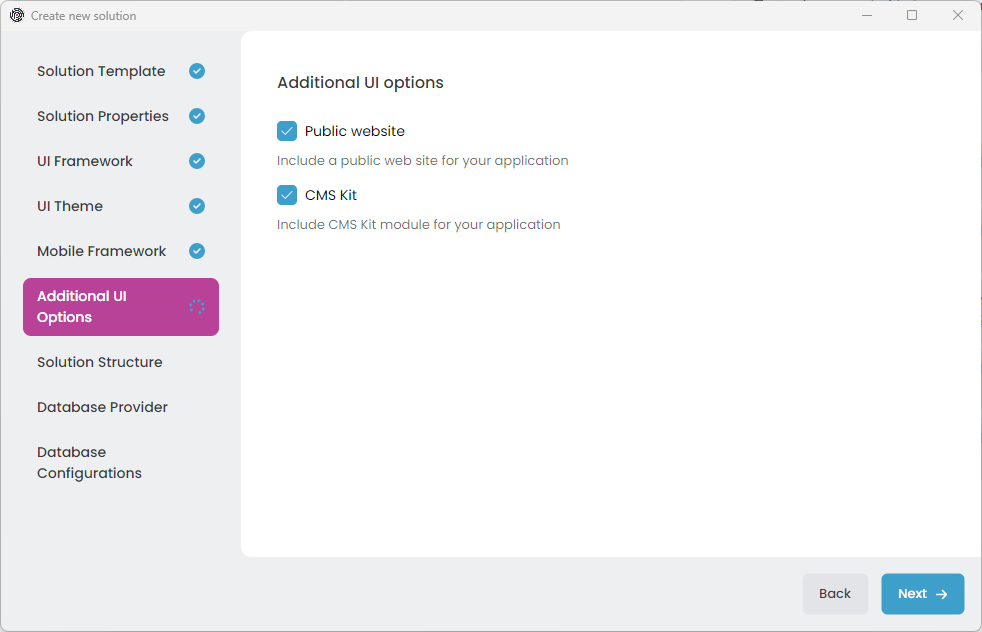 Create new solution
Solution Template
Solution Properties
UI Framework
UI Theme
Mobile Framework
Additional UI
Options
Solution Structure
Database Provider
Database
Configurations
Additional UI options
Public website
Include a public web site for your application
CMS Kit
Include CMS Kit module for your application
Back
Next →